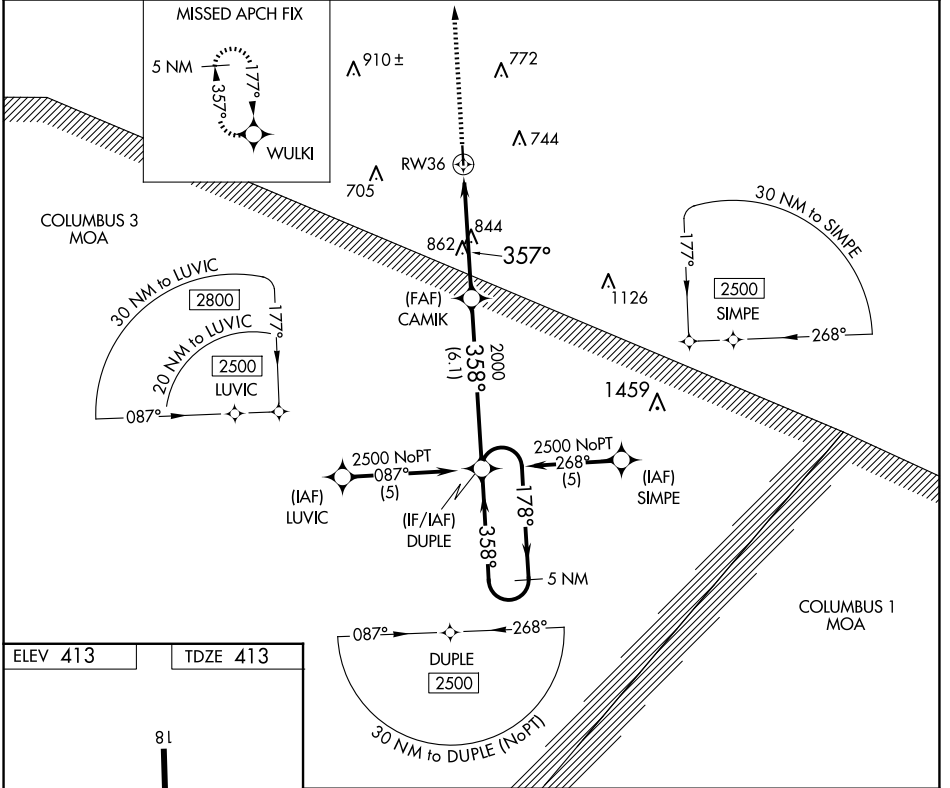 MISSED APCH FIX
5 NM
177°
357°
WULKI
910 ±
772
744
RW36
705
COLUMBUS 3
MOA
862
844
357°
(FAF)
CAMIK
1126
30 NM to SIMPE
177°
2500
SIMPE
268°
30 NM to LUVIC
2800
20 NM to LUVIC
177°
2500
LUVIC
087°
2000
358°
(6.1)
1459
2500 NoPT
087°
(5)
2500 NoPT
268°
(5)
(IAF)
LUVIC
(IF/IAF)
DUPLE
(IAF)
SIMPE
178°
358°
5 NM
COLUMBUS 1
MOA
087°
268°
DUPLE
2500
30 NM to DUPLE (NoPT)
ELEV 413
TDZE 413
18